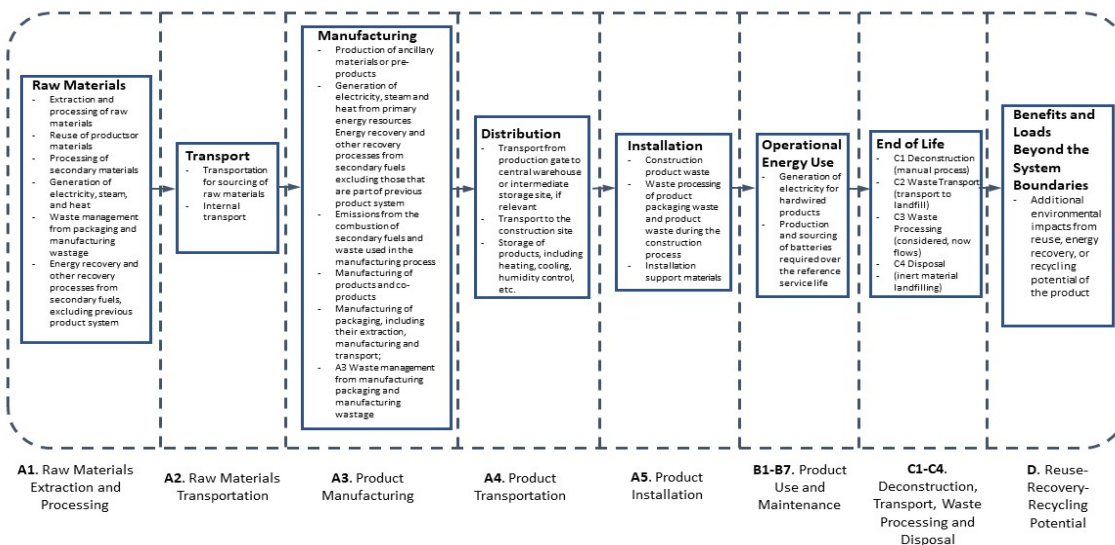 Raw Materials
- Extraction and
processing of raw
materials
- Reuse of productsor
materials
- Processing of
secondary materials
- Generation of
electricity, steam,
and heat
- Waste management
from packaging and
manufacturing
wastage
- Energy recovery and
other recovery
processes from
secondary fuels,
excluding previous
product system
Transport
- Transportation
for sourcing of
raw materials
- Internal
transport
Manufacturing
- Production of ancillary
materials or pre-
products
- Generation of
electricity, steam and
heat from primary
energy resources
Energy recovery and
other recovery
processes from
secondary fuels
excluding those that
are part of previous
product system
- Emissions from the
combustion of
secondary fuels and
waste used in the
manufacturing process
- Manufacturing of
products and co-
products
- Manufacturing of
packaging, including
their extraction,
manufacturing and
transport;
- A3 Waste management
from manufacturing
packaging and
manufacturing
wastage
Distribution
- Transport from
production gate to
central warehouse
or intermediate
storage site, if
relevant
- Transport to the
construction site
- Storage of
products, including
heating, cooling,
humidity control,
etc.
Installation
- Construction
product waste
- Waste processing
of product
packaging waste
and product
waste during the
construction
process
- Installation
support materials
Operational
Energy Use
- Generation of
electricity for
hardwired
products
- Production
and sourcing
of batteries
required over
the reference
service life
End of Life
- C1 Deconstruction
(manual process)
- C2 Waste Transport
(transport to
landfill)
- C3 Waste
Processing
(considered, now
flows)
- C4 Disposal
- (inert material
landfilling)
Benefits and
Loads
Beyond the
System
Boundaries
- Additional
environmental
impacts from
reuse, energy
recovery, or
recycling
potential of
the product
A1. Raw Materials
Extraction and
Processing
A2. Raw Materials
Transportation
A3. Product
Manufacturing
A4. Product
Transportation
A5. Product
Installation
B1-B7. Product
Use and
Maintenance
C1-C4.
Deconstruction,
Transport, Waste
Processing and
Disposal
D. Reuse-
Recovery-
Recycling
Potential